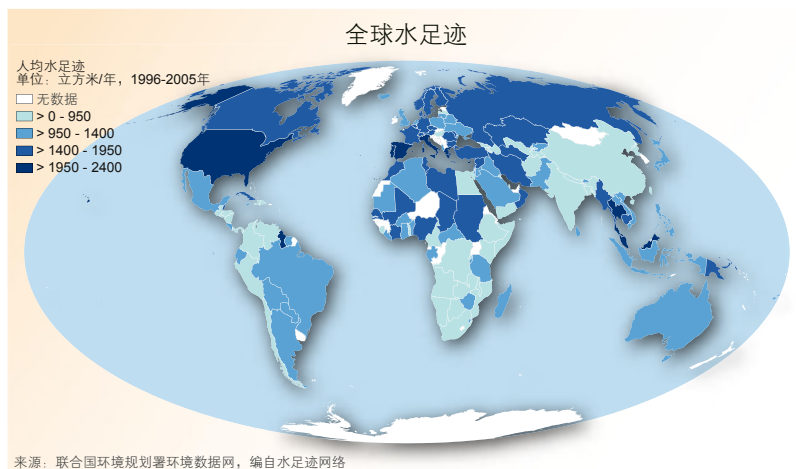 全球水足迹
人均水足迹
单位：立方米/年，1996-2005年
无数据
> 0 - 950
> 950 - 1400
> 1400 - 1950
> 1950 - 2400
来源：联合国环境规划署环境数据网，编自水足迹网络